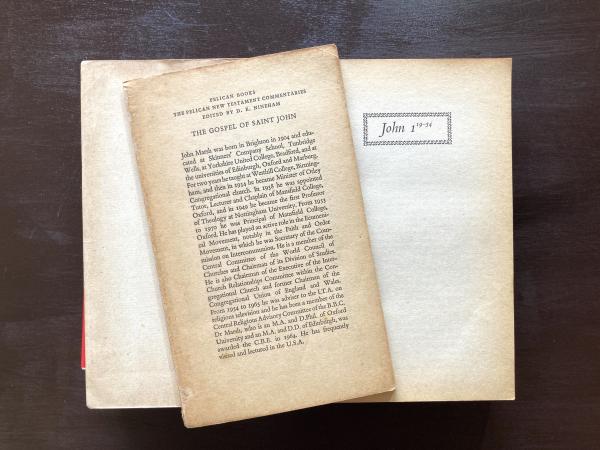 PELICAN BOOKS
THE PELICAN NEW TESTAMENT COMMENTARIES
EDITED BY D. E. NINEHAM
THE GOSPEL OF SAINT JOHN
John Marsh was born in Brighton in 1904 and edu-
cated at Skinners' Company School, Tunbridge
Wells, at Yorkshire United College, Bradford, and at
the universities of Edinburgh, Oxford and Marburg.
For two years he taught at Westhill College, Birming-
ham, and then in 1934 he became Minister of Otley
Congregational church. In 1938 he was appointed
Tutor, Lecturer and Chaplain of Mansfield College,
Oxford, and in 1949 he became the first Professor
of Theology at Nottingham University. From 1953
to 1970 he was Principal of Mansfield College,
Oxford. He has played an active role in the Ecumeni-
cal Movement, notably in the Faith and Order
Movement, in which he was Secretary of the Com-
mission on Intercommunion. He is a member of the
Central Committee of the World Council of
Churches and Chairman of its Division of Studies.
He is also Chairman of the Executive of the Inter-
Church Relationships Committee within the Con-
gregational Church and former Chairman of the
Congregational Union of England and Wales.
From 1954 to 1965 he was adviser to the I.T.A. on
religious television and he has been a member of the
Central Religious Advisory Committee of the B.B.C.
Dr Marsh, who is an M.A. and D.Phil. of Oxford
University and an M.A. and D.D. of Edinburgh, was
awarded the C.B.E. in 1964. He has frequently
visited and lectured in the U.S.A.
John 1 19-34